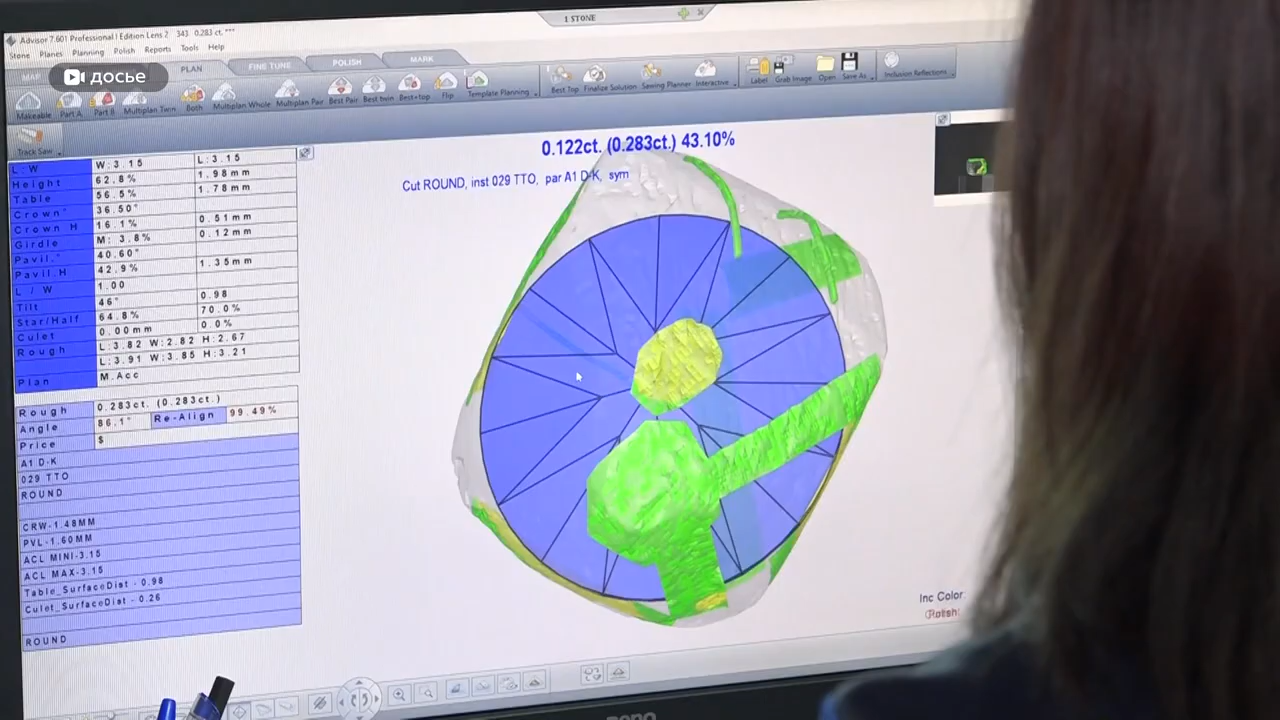 1 STONE
Advisor 7.601 Professional ! Edition Lens 2 343 0.283 ct. ***
Stone Planes Planning Polish Reports Tools Help
MAP PLAN FINE TUNE POLISH MARK
досье
Makeable Part A Part B Multiplan Twin Both Multiplan Whole Multiplan Pair Best Pair Best twin Best+top Flip Template Planning Best Top Finalize Solution Sawing Planner Interactive Label Grab Image Open Save As Inclusion Reflections
Track Saw
0.122ct. (0.283ct.) 43.10%
Cut ROUND, inst 029 TTO, par A1 D-K, sym
L:W W:3.15 L:3.15
Height 62.8% 1.98mm
Table 56.5% 1.78mm
Crown° 36.50°
Crown H 16.1% 0.51mm
Girdle M: 3.8% 0.12mm
Pavil.° 40.60°
Pavil.H 42.9% 1.35mm
L / W 1.00
Tilt 46° 0.98
Star/Half 64.8% 70.0%
Culet 0.00mm 0.0%
Rough L:3.82 W:2.82 H:2.67
L:3.91 W:3.85 H:3.21
Plan M.Acc
Rough 0.283ct. (0.283ct.)
Angle 86.1° Re-Align 99.49%
Price $
A1 D-K
029 TTO
ROUND
CRW-1.48MM
PVL-1.60MM
ACL MINI-3.15
ACL MAX-3.15
Table_SurfaceDist - 0.98
Culet_SurfaceDist - 0.26
ROUND
Inc Color:
(Polish: